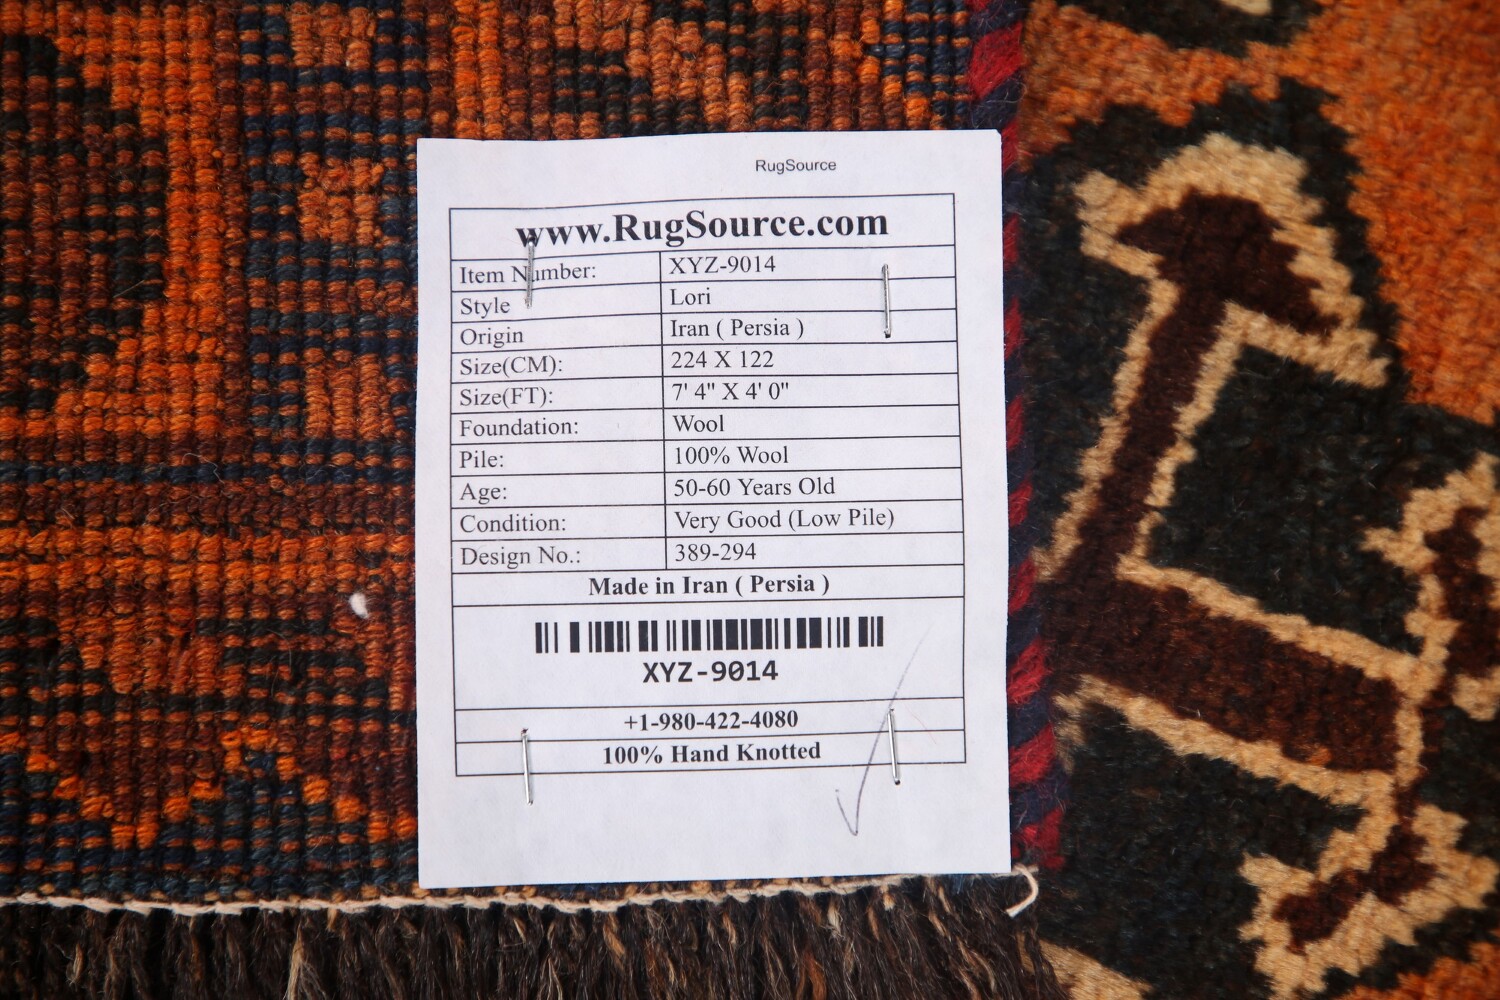 RugSource
www.RugSource.com
Item Number: XYZ-9014
Style Lori
Origin Iran ( Persia )
Size(CM): 224 X 122
Size(FT): 7' 4" X 4' 0"
Foundation: Wool
Pile: 100% Wool
Age: 50-60 Years Old
Condition: Very Good (Low Pile)
Design No.: 389-294
Made in Iran ( Persia )
XYZ-9014
+1-980-422-4080
100% Hand Knotted